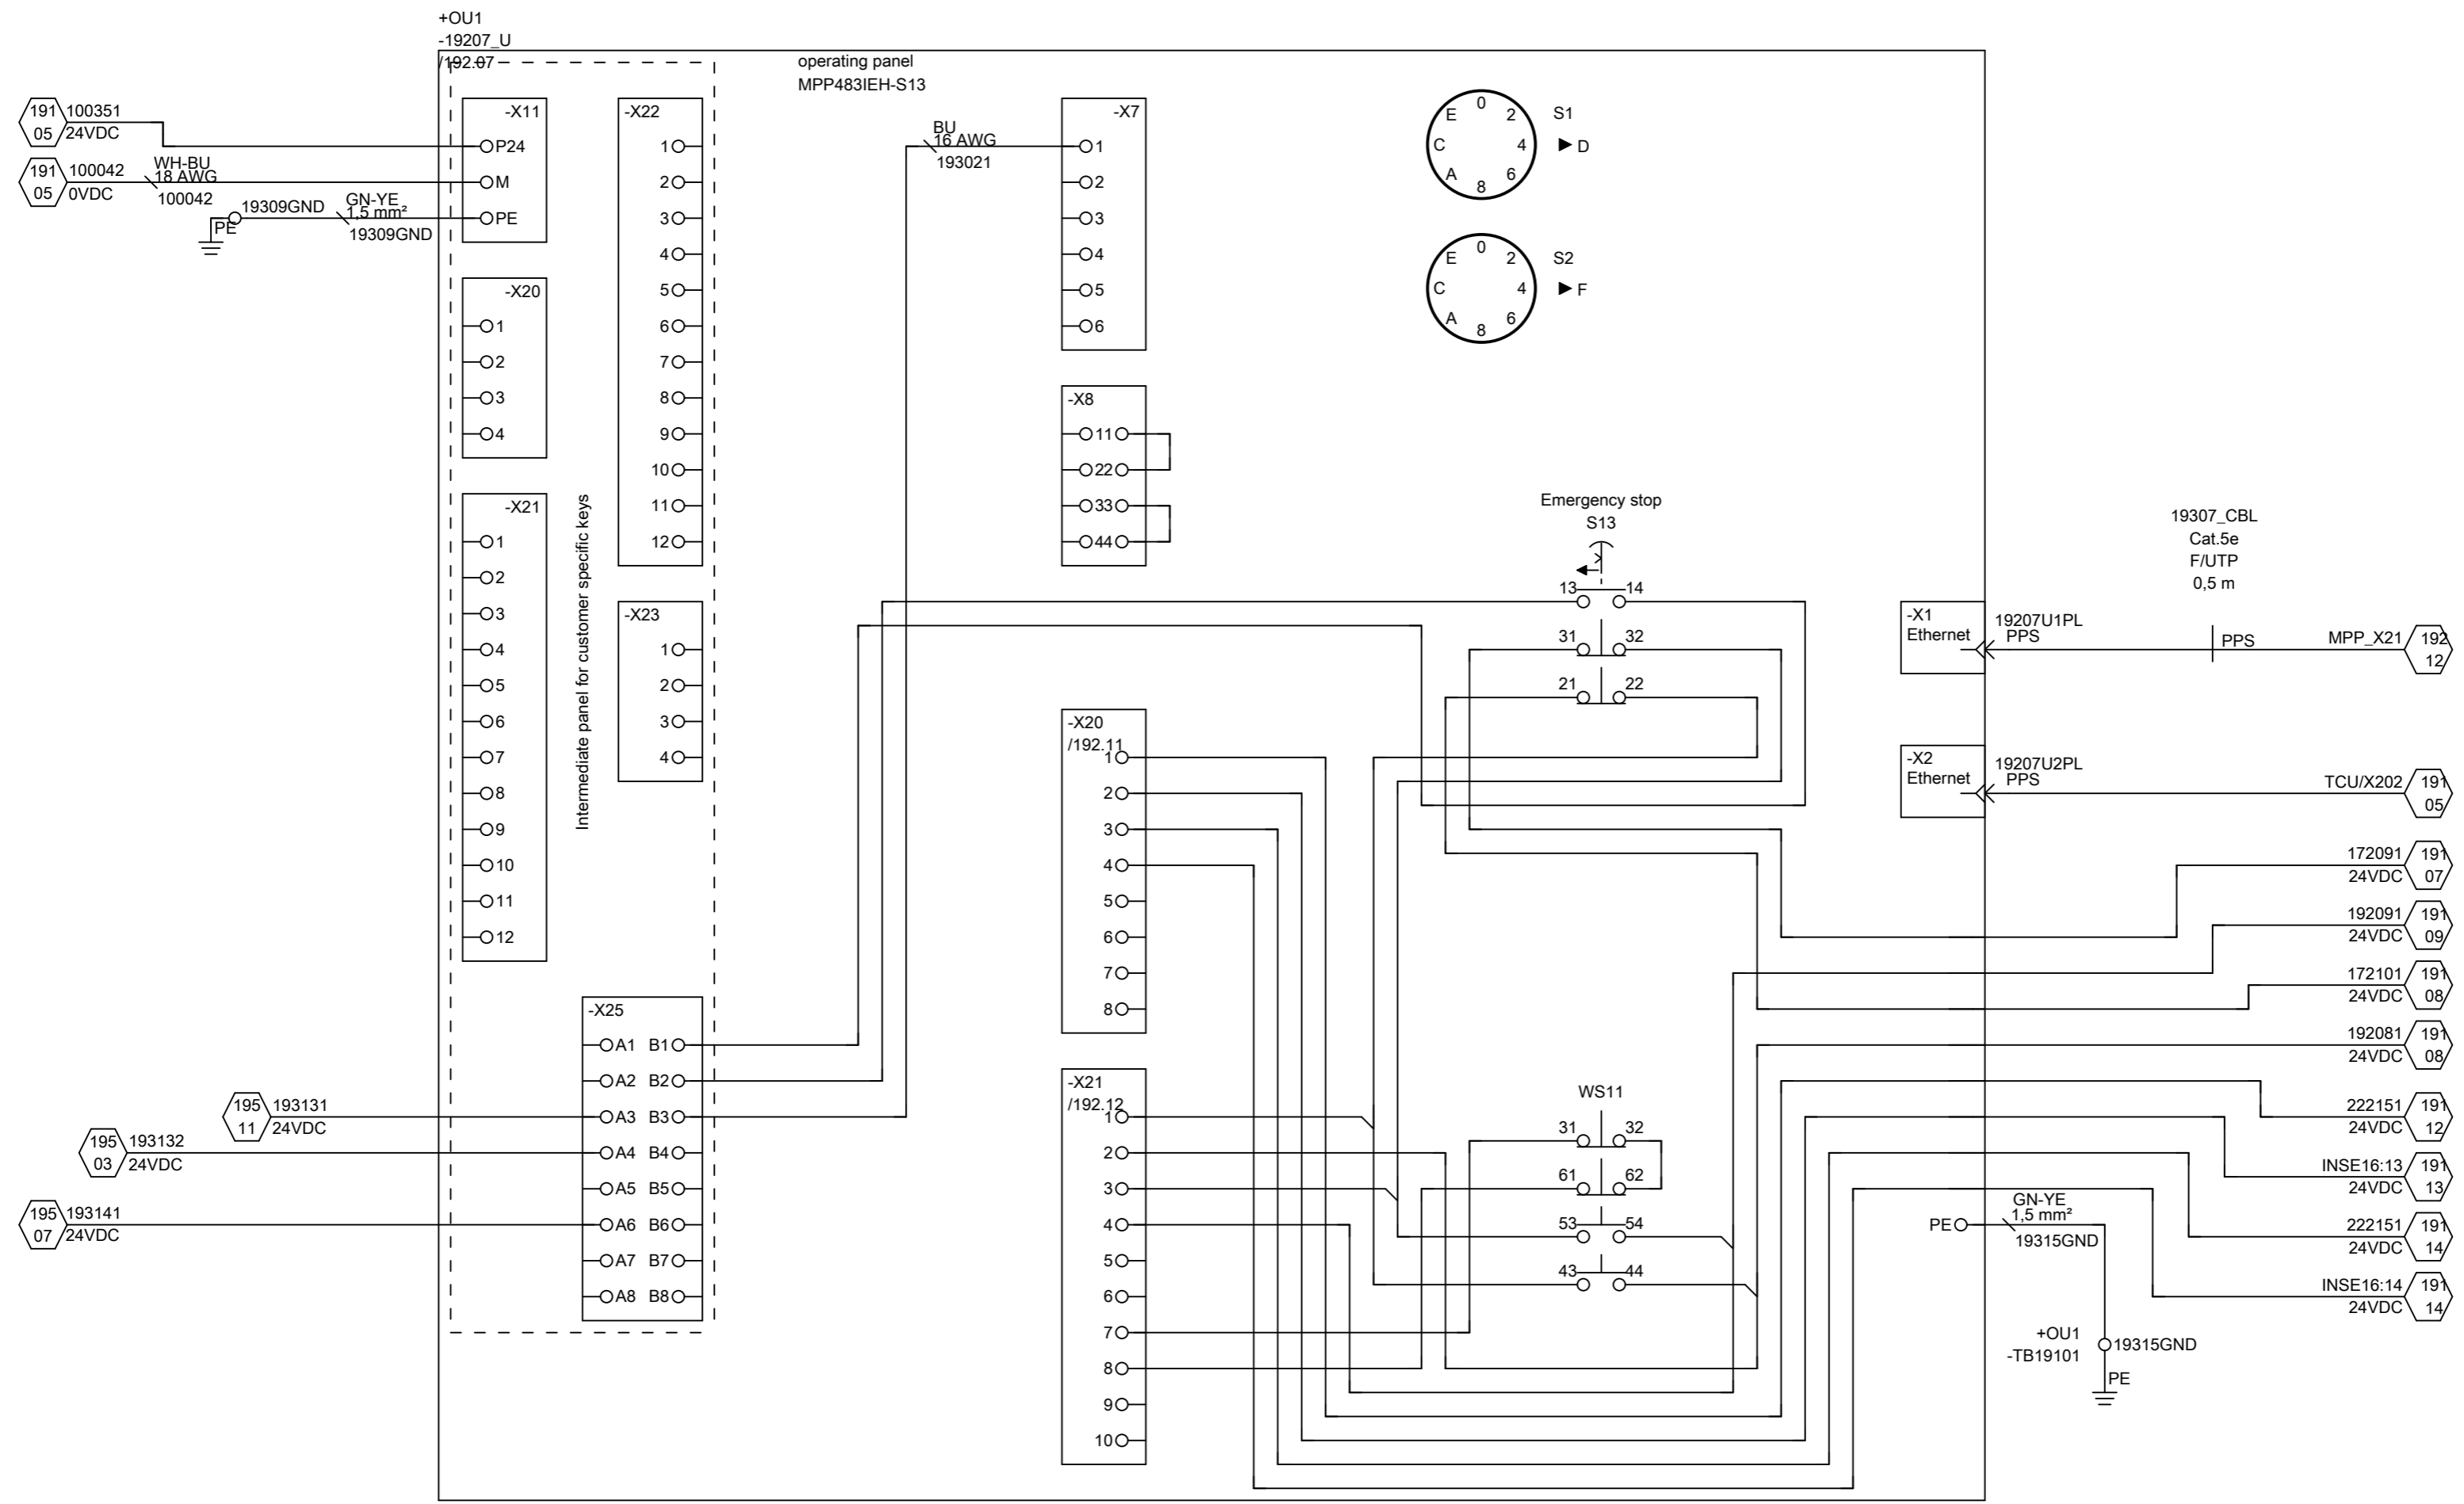 +OU1
-19207_U
/192.07
operating panel
MPP483IEH-S13
191
05
100351
24VDC
191
05
100042
0VDC
WH-BU
18 AWG
100042
PE
19309GND
GN-YE
1,5 mm²
19309GND
-X11
P24
M
PE
-X20
1
2
3
4
-X21
1
2
3
4
5
6
7
8
9
10
11
12
Intermediate panel for customer specific keys
-X22
1
2
3
4
5
6
7
8
9
10
11
12
-X23
1
2
3
4
-X25
A1 B1
A2 B2
A3 B3
A4 B4
A5 B5
A6 B6
A7 B7
A8 B8
195
11
193131
24VDC
195
03
193132
24VDC
195
07
193141
24VDC
BU
16 AWG
193021
-X7
1
2
3
4
5
6
-X8
11
22
33
44
-X20
/192.11
1
2
3
4
5
6
7
8
-X21
/192.12
1
2
3
4
5
6
7
8
9
10
0
2
4
6
8
A
C
E
S1
D
0
2
4
6
8
A
C
E
S2
F
Emergency stop
S13
13 14
31 32
21 22
WS11
31 32
61 62
53 54
43 44
-X1
Ethernet
19207U1PL
PPS
19307_CBL
Cat.5e
F/UTP
0,5 m
PPS
MPP_X21
192
12
-X2
Ethernet
19207U2PL
PPS
TCU/X202
191
05
172091
24VDC
191
07
192091
24VDC
191
09
172101
24VDC
191
08
192081
24VDC
191
08
222151
24VDC
191
12
INSE16:13
24VDC
191
13
222151
24VDC
191
14
INSE16:14
24VDC
191
14
PE
GN-YE
1,5 mm²
19315GND
+OU1
-TB19101
19315GND
PE